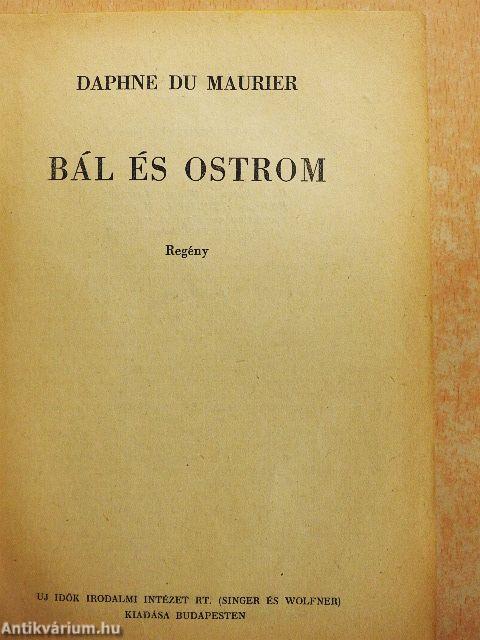 DAPHNE DU MAURIER
BÁL ÉS OSTROM
Regény
UJ IDŐK IRODALMI INTÉZET RT. (SINGER ÉS WOLFNER)
KIADÁSA BUDAPESTEN
Antikvárium.hu